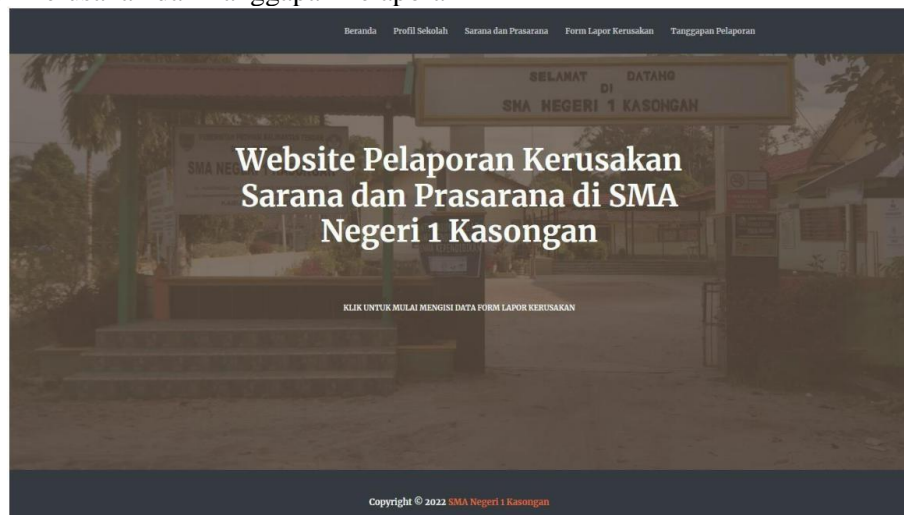 Beranda Profil Sekolah Sarana dan Prasarana Form Lapor Kerusakan Tanggapan Pelaporan
SELAMAT DATANG
DI
SMA NEGERI 1 KASONGAN
SMA NEGERI
Website Pelaporan Kerusakan
Sarana dan Prasarana di SMA
Negeri 1 Kasongan
KLIK UNTUK MULAI MENGISI DATA FORM LAPOR KERUSAKAN
Copyright © 2022 SMA Negeri 1 Kasongan